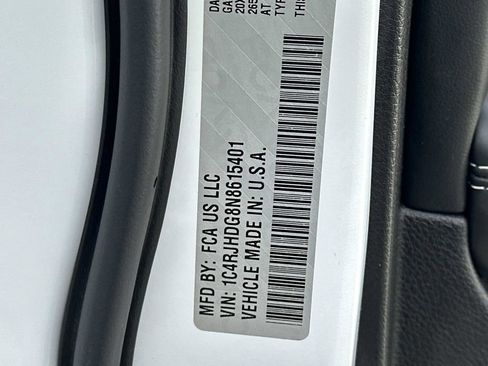 MFD BY: FCA US LLC
VIN: 1C4RJHDG8N8615401
VEHICLE MADE IN: U.S.A.